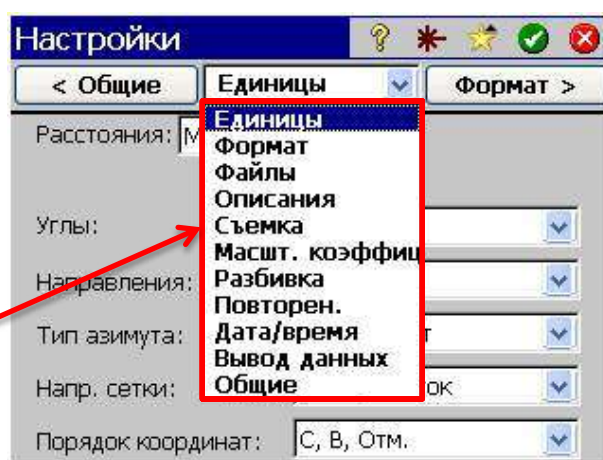 Настройки
< Общие Единицы Формат >
Расстояния: М
Единицы
Формат
Файлы
Описания
Съемка
Масшт. коэффиц
Разбивка
Повторен.
Дата/время
Вывод данных
Общие
Углы:
Направления:
Тип азимута: т
Напр. сетки: ок
Порядок координат: С, В, Отм.